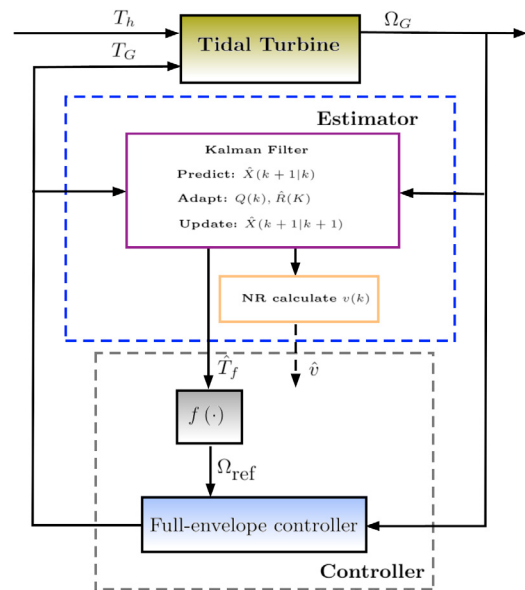 T_h
Ω_G
T_G
Tidal Turbine
Estimator
Kalman Filter
Predict: X̂(k + 1|k)
Adapt: Q(k), R̂(K)
Update: X̂(k + 1|k + 1)
NR calculate v(k)
T̂_f
v̂
f (·)
Ω_ref
Full-envelope controller
Controller